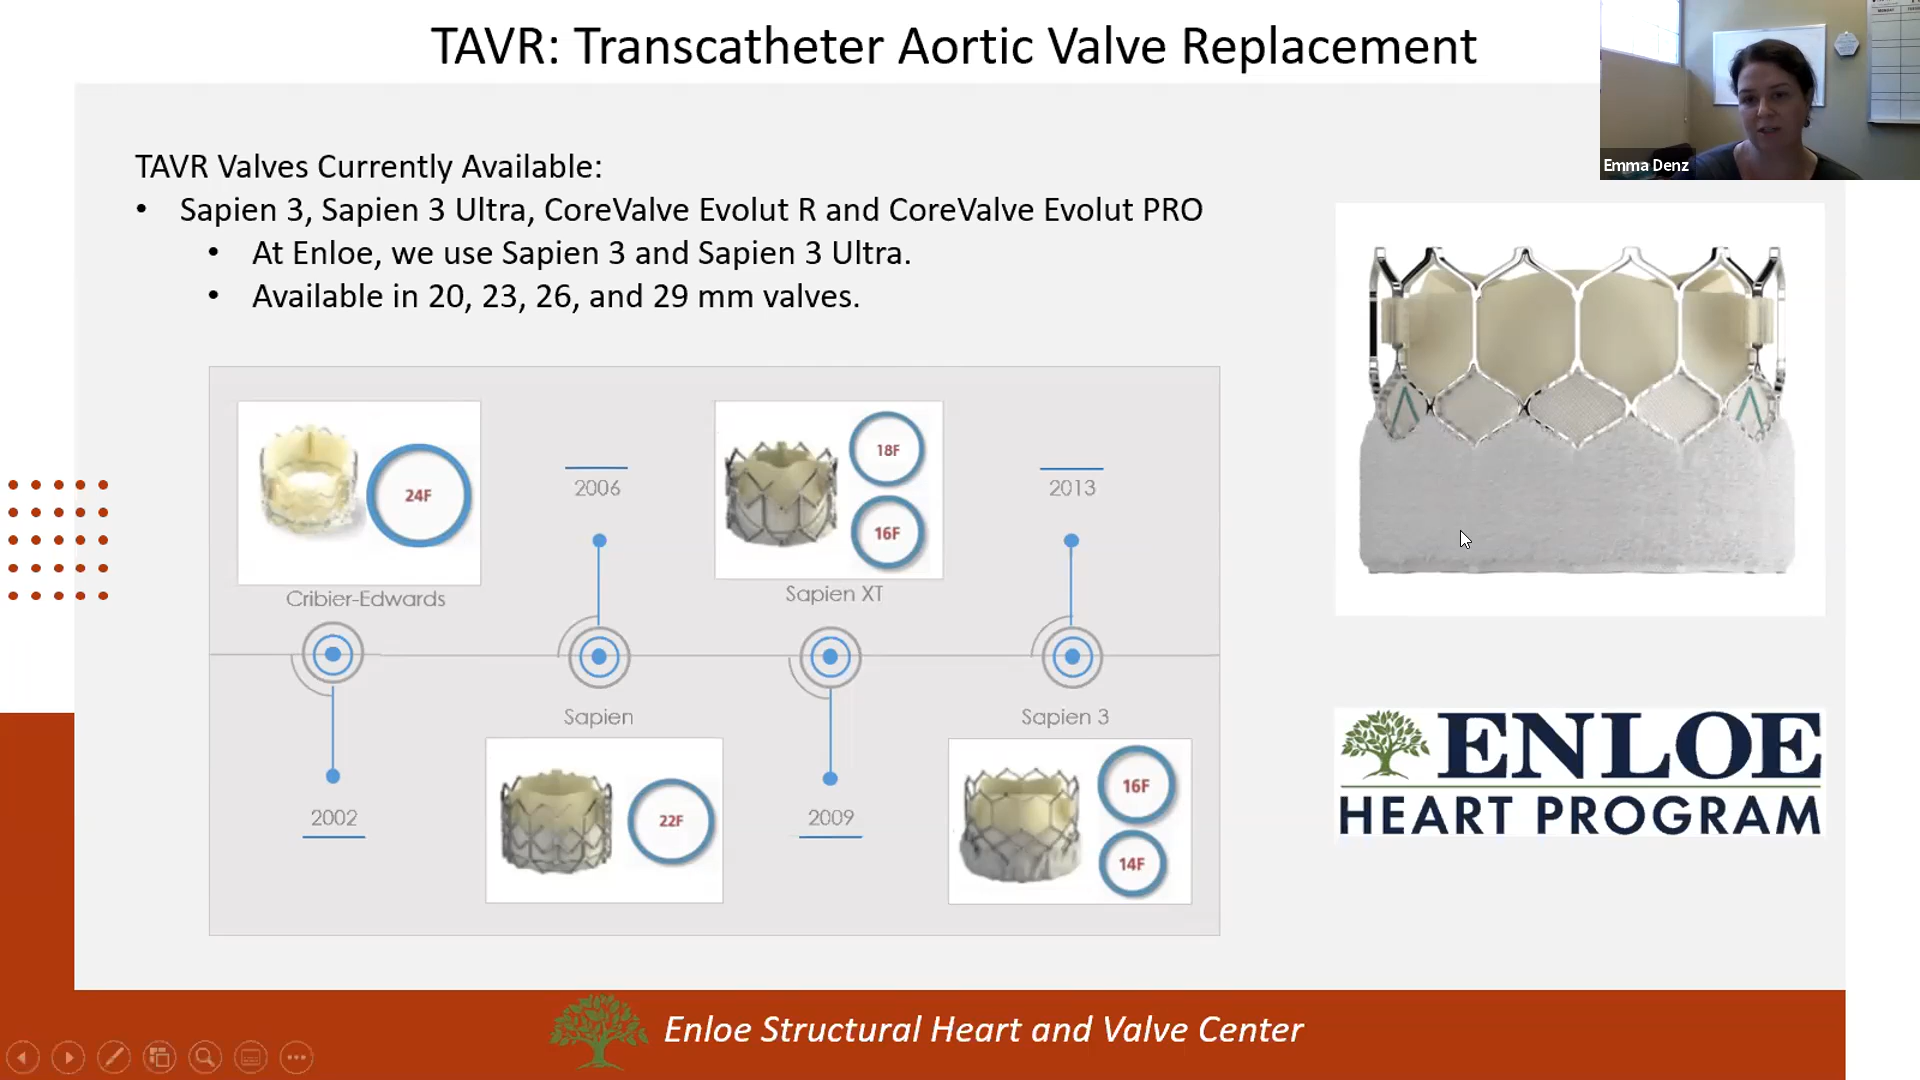 TAVR: Transcatheter Aortic Valve Replacement
Emma Denz
TAVR Valves Currently Available:
• Sapien 3, Sapien 3 Ultra, CoreValve Evolut R and CoreValve Evolut PRO
• At Enloe, we use Sapien 3 and Sapien 3 Ultra.
• Available in 20, 23, 26, and 29 mm valves.
24F
Cribier-Edwards
2002
2006
Sapien
22F
18F
16F
Sapien XT
2009
2013
Sapien 3
16F
14F
ENLOE
HEART PROGRAM
Enloe Structural Heart and Valve Center